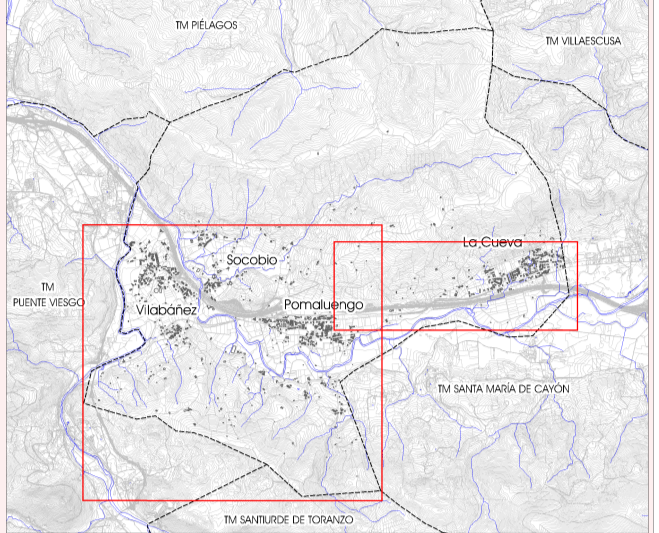 TM PIÉLAGOS
TM VILLAESCUSA
La Cueva
Socobio
TM
PUENTE VIESGO
Vilabáñez
Pomaluengo
TM SANTA MARÍA DE CAYÓN
TM SANTIURDE DE TORANZO